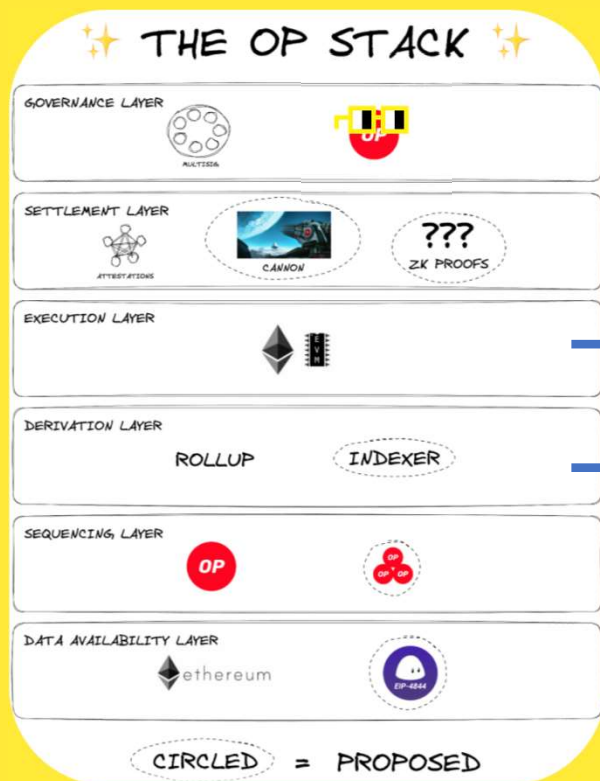 THE OP STACK
GOVERNANCE LAYER
MULTISIG
OP
SETTLEMENT LAYER
ATTESTATIONS
CANNON
???
ZK PROOFS
EXECUTION LAYER
EVM
DERIVATION LAYER
ROLLUP
INDEXER
SEQUENCING LAYER
OP
OP
OP OP
DATA AVAILABILITY LAYER
ethereum
EIP-4844
CIRCLED = PROPOSED